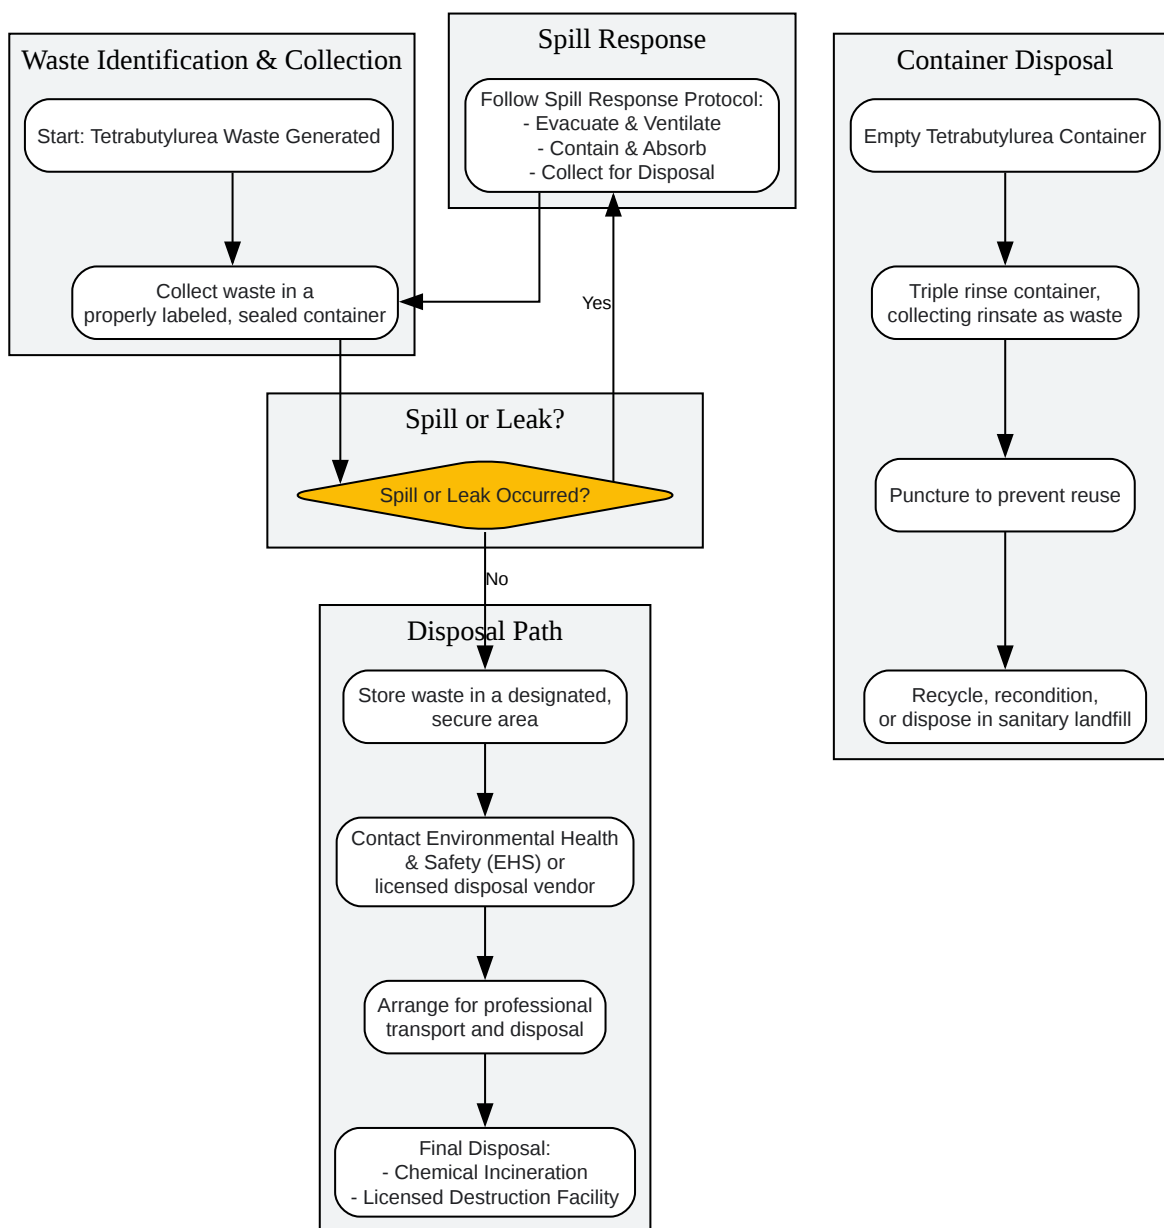 Waste Identification & Collection
Start: Tetrabutylurea Waste Generated
Collect waste in a
properly labeled, sealed container
Spill Response
Follow Spill Response Protocol:
- Evacuate & Ventilate
- Contain & Absorb
- Collect for Disposal
Yes
Spill or Leak?
Spill or Leak Occurred?
No
Disposal Path
Store waste in a designated,
secure area
Contact Environmental Health
& Safety (EHS) or
licensed disposal vendor
Arrange for professional
transport and disposal
Final Disposal:
- Chemical Incineration
- Licensed Destruction Facility
Container Disposal
Empty Tetrabutylurea Container
Triple rinse container,
collecting rinsate as waste
Puncture to prevent reuse
Recycle, recondition,
or dispose in sanitary landfill